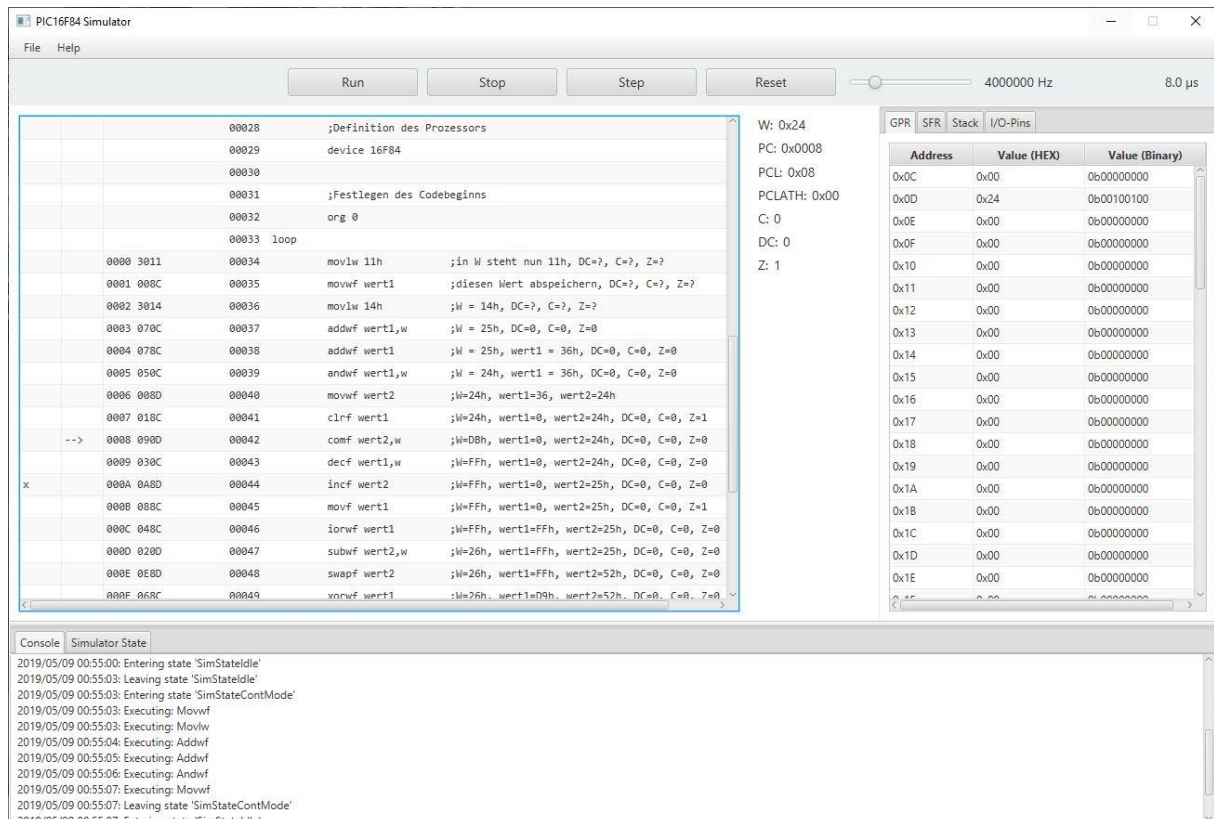 PIC16F84 Simulator
File Help
Run Stop Step Reset 4000000 Hz 8.0 µs
00028 ;Definition des Prozessors
00029 device 16F84
00030
00031 ;Festlegen des Codebeginns
00032 org 0
00033 loop
0000 3011 00034 movlw 11h ;in W steht nun 11h, DC=?, C=?, Z=?
0001 008C 00035 movwf wert1 ;diesen Wert abspeichern, DC=?, C=?, Z=?
0002 3014 00036 movlw 14h ;W = 14h, DC=?, C=?, Z=?
0003 070C 00037 addwf wert1,w ;W = 25h, DC=0, C=0, Z=0
0004 078C 00038 addwf wert1 ;W = 25h, wert1 = 36h, DC=0, C=0, Z=0
0005 050C 00039 andwf wert1,w ;W = 24h, wert1 = 36h, DC=0, C=0, Z=0
0006 008D 00040 movwf wert2 ;W=24h, wert1=36, wert2=24h
0007 018C 00041 clrf wert1 ;W=24h, wert1=0, wert2=24h, DC=0, C=0, Z=1
--> 0008 090D 00042 comf wert2,w ;W=DBh, wert1=0, wert2=24h, DC=0, C=0, Z=0
0009 030C 00043 decf wert1,w ;W=FFh, wert1=0, wert2=24h, DC=0, C=0, Z=0
x 000A 0A8D 00044 incf wert2 ;W=FFh, wert1=0, wert2=25h, DC=0, C=0, Z=0
000B 088C 00045 movf wert1 ;W=FFh, wert1=0, wert2=25h, DC=0, C=0, Z=1
000C 048C 00046 iorwf wert1 ;W=FFh, wert1=FFh, wert2=25h, DC=0, C=0, Z=0
000D 020D 00047 subwf wert2,w ;W=26h, wert1=FFh, wert2=25h, DC=0, C=0, Z=0
000E 0E8D 00048 swapf wert2 ;W=26h, wert1=FFh, wert2=52h, DC=0, C=0, Z=0
000F 068C 00049 xorwf wert1 ;W=26h, wert1=D9h, wert2=52h, DC=0, C=0, Z=0
W: 0x24
PC: 0x0008
PCL: 0x08
PCLATH: 0x00
C: 0
DC: 0
Z: 1
GPR SFR Stack I/O-Pins
Address Value (HEX) Value (Binary)
0x0C 0x00 0b00000000
0x0D 0x24 0b00100100
0x0E 0x00 0b00000000
0x0F 0x00 0b00000000
0x10 0x00 0b00000000
0x11 0x00 0b00000000
0x12 0x00 0b00000000
0x13 0x00 0b00000000
0x14 0x00 0b00000000
0x15 0x00 0b00000000
0x16 0x00 0b00000000
0x17 0x00 0b00000000
0x18 0x00 0b00000000
0x19 0x00 0b00000000
0x1A 0x00 0b00000000
0x1B 0x00 0b00000000
0x1C 0x00 0b00000000
0x1D 0x00 0b00000000
0x1E 0x00 0b00000000
Console Simulator State
2019/05/09 00:55:00: Entering state 'SimStateIdle'
2019/05/09 00:55:03: Leaving state 'SimStateIdle'
2019/05/09 00:55:03: Entering state 'SimStateContMode'
2019/05/09 00:55:03: Executing: Movwf
2019/05/09 00:55:03: Executing: Movlw
2019/05/09 00:55:04: Executing: Addwf
2019/05/09 00:55:05: Executing: Addwf
2019/05/09 00:55:06: Executing: Andwf
2019/05/09 00:55:07: Executing: Movwf
2019/05/09 00:55:07: Leaving state 'SimStateContMode'